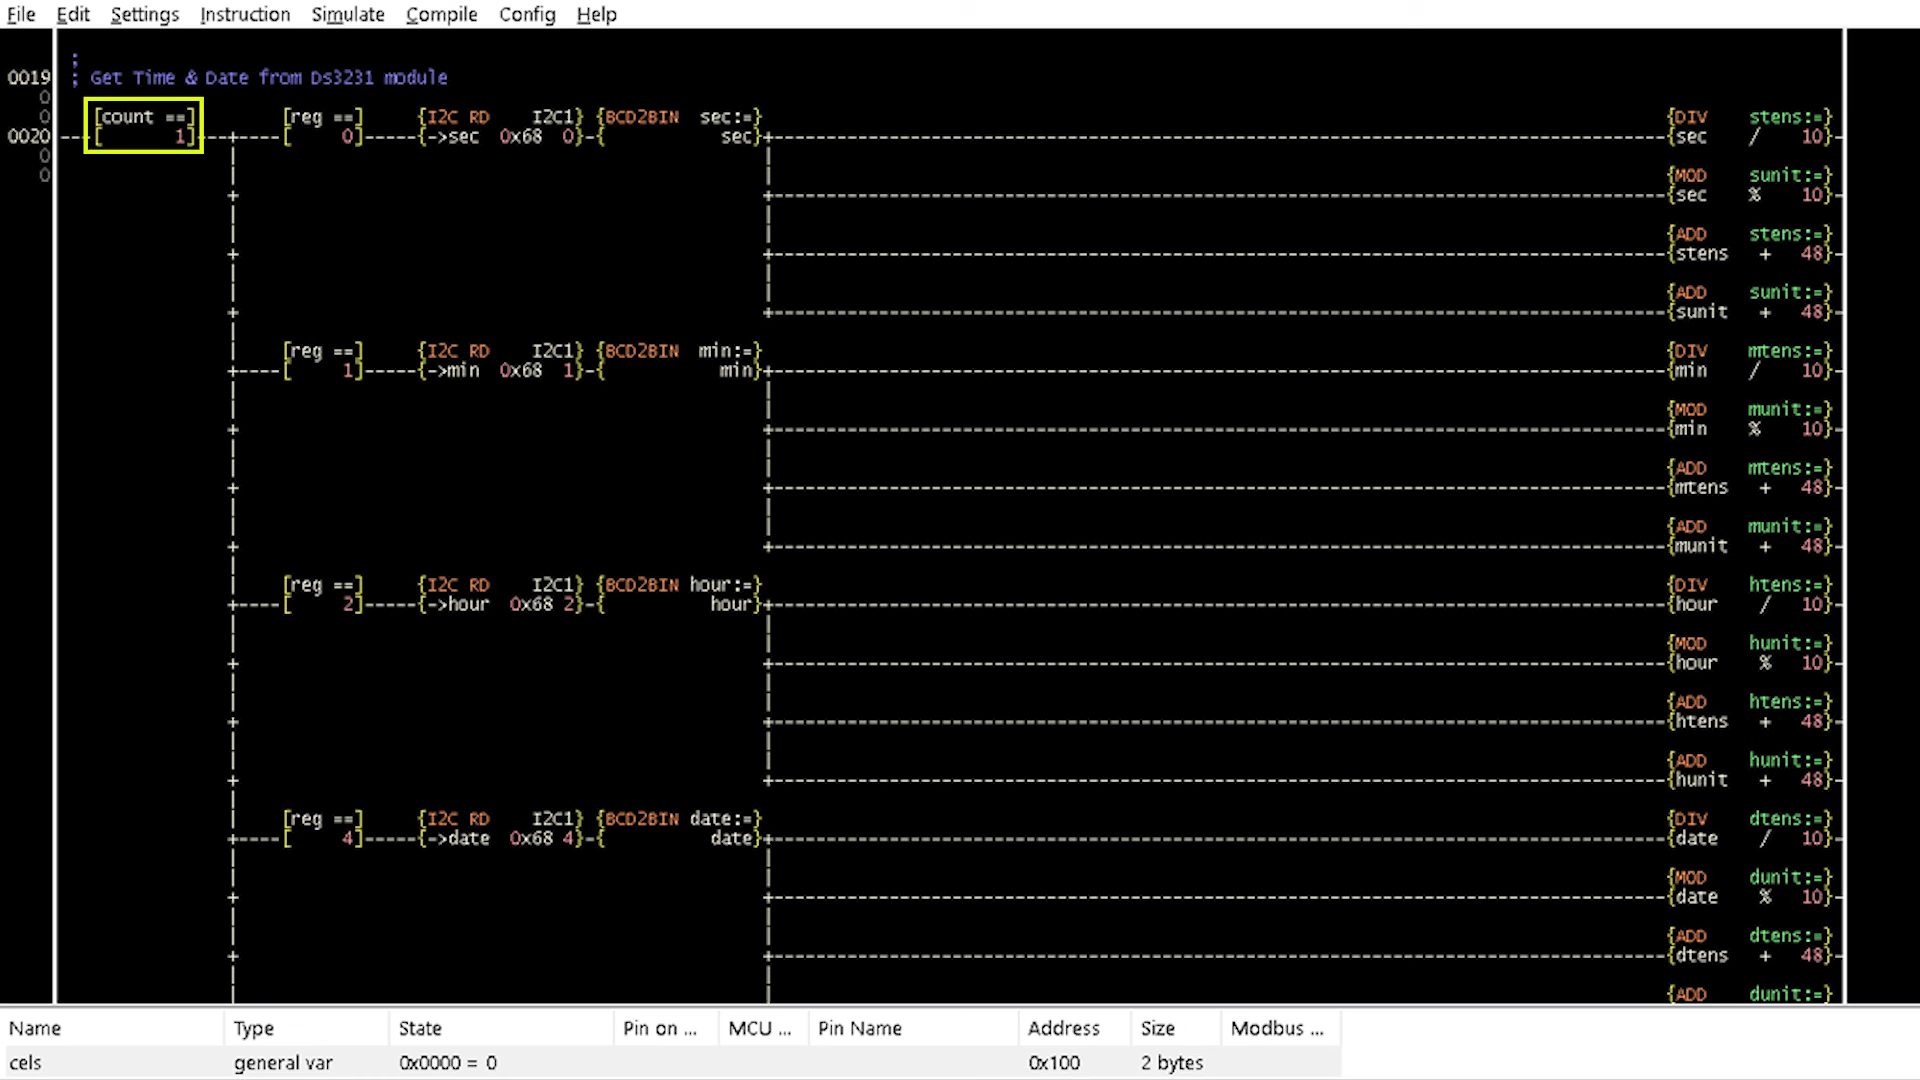 File Edit Settings Instruction Simulate Compile Config Help
;
0019 ; Get Time & Date from Ds3231 module
0
0 [count ==] [reg ==] {I2C RD I2C1} {BCD2BIN sec:=} {DIV stens:=}
0020 [ 1] [ 0] {->sec 0x68 0} { sec} {sec / 10}
0
0 {MOD sunit:=}
{sec % 10}
{ADD stens:=}
{stens + 48}
{ADD sunit:=}
{sunit + 48}
[reg ==] {I2C RD I2C1} {BCD2BIN min:=} {DIV mtens:=}
[ 1] {->min 0x68 1} { min} {min / 10}
{MOD munit:=}
{min % 10}
{ADD mtens:=}
{mtens + 48}
{ADD munit:=}
{munit + 48}
[reg ==] {I2C RD I2C1} {BCD2BIN hour:=} {DIV htens:=}
[ 2] {->hour 0x68 2} { hour} {hour / 10}
{MOD hunit:=}
{hour % 10}
{ADD htens:=}
{htens + 48}
{ADD hunit:=}
{hunit + 48}
[reg ==] {I2C RD I2C1} {BCD2BIN date:=} {DIV dtens:=}
[ 4] {->date 0x68 4} { date} {date / 10}
{MOD dunit:=}
{date % 10}
{ADD dtens:=}
{dtens + 48}
{ADD dunit:=}
Name Type State Pin on ... MCU ... Pin Name Address Size Modbus ...
cels general var 0x0000 = 0 0x100 2 bytes